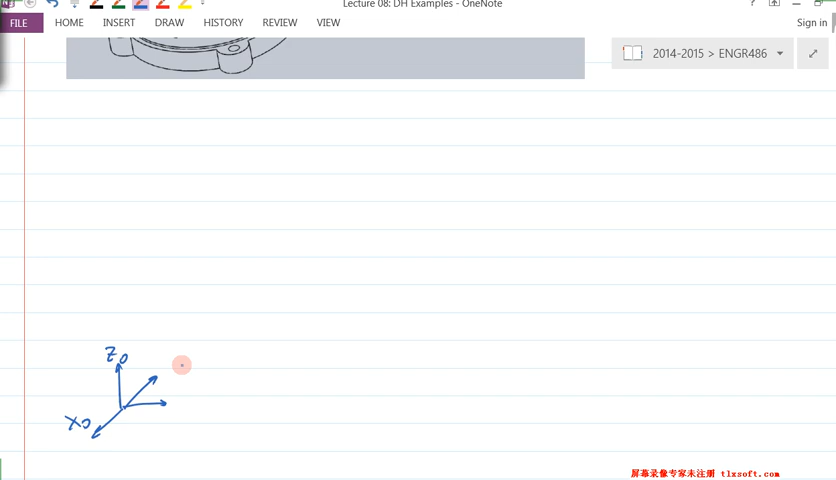 Lecture 08: DH Examples - OneNote
FILE HOME INSERT DRAW HISTORY REVIEW VIEW Sign in
2014-2015 > ENGR486
Z0
X0
屏幕录像专家未注册 tlxsoft.com